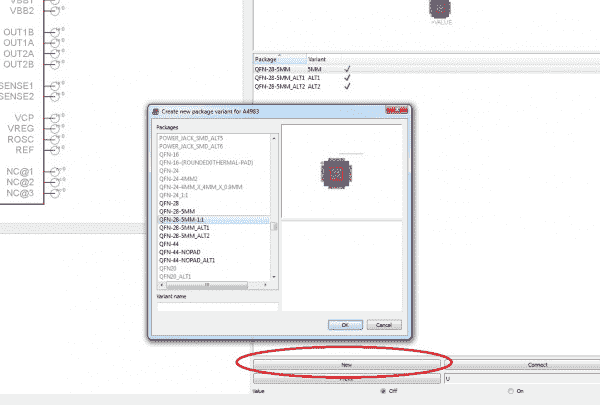 VBB1
VBB2
OUT1B
OUT1A
OUT2A
OUT2B
SENSE1
SENSE2
VCP
VREG
ROSC
REF
NC@1
NC@2
NC@3
>VALUE
Package Variant
QFN-28-5MM 5MM
QFN-28-5MM_ALT1 ALT1
QFN-28-5MM_ALT2 ALT2
Create new package variant for A4983
Packages
POWER_JACK_SMD_ALT5
POWER_JACK_SMD_ALT6
QFN-16
QFN-16-(ROUNDED@THERMAL-PAD)
QFN-24
QFN-24-4MM2
QFN-24-4MM_X_4MM_X_0.9MM
QFN-24_1:1
QFN-28
QFN-28-5MM
QFN-28-5MM-1:1
QFN-28-5MM_ALT1
QFN-28-5MM_ALT2
QFN-44
QFN-44-NOPAD
QFN-44-NOPAD_ALT1
QFN20
QFN20_ALT1
Variant name
OK Cancel
New Connect
U
Value Off On